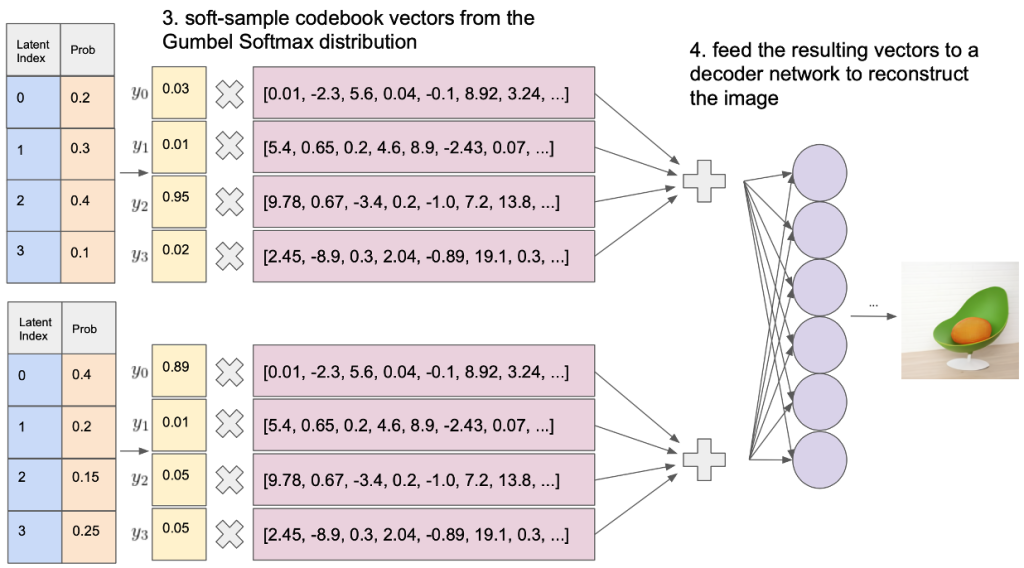 3. soft-sample codebook vectors from the
Gumbel Softmax distribution
4. feed the resulting vectors to a
decoder network to reconstruct
the image
Latent
Index
Prob
0 0.2
1 0.3
2 0.4
3 0.1
y0 0.03 [0.01, -2.3, 5.6, 0.04, -0.1, 8.92, 3.24, ...]
y1 0.01 [5.4, 0.65, 0.2, 4.6, 8.9, -2.43, 0.07, ...]
y2 0.95 [9.78, 0.67, -3.4, 0.2, -1.0, 7.2, 13.8, ...]
y3 0.02 [2.45, -8.9, 0.3, 2.04, -0.89, 19.1, 0.3, ...]
...
Latent
Index
Prob
0 0.4
1 0.2
2 0.15
3 0.25
y0 0.89 [0.01, -2.3, 5.6, 0.04, -0.1, 8.92, 3.24, ...]
y1 0.01 [5.4, 0.65, 0.2, 4.6, 8.9, -2.43, 0.07, ...]
y2 0.05 [9.78, 0.67, -3.4, 0.2, -1.0, 7.2, 13.8, ...]
y3 0.05 [2.45, -8.9, 0.3, 2.04, -0.89, 19.1, 0.3, ...]